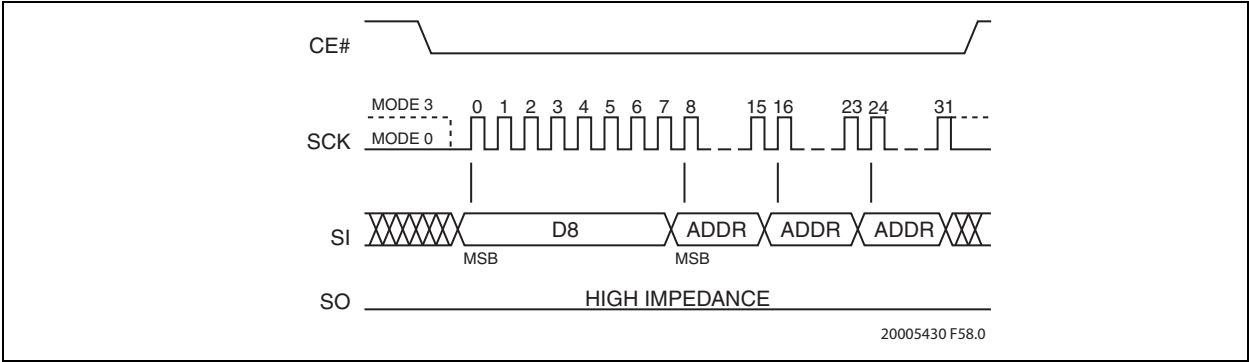 CE#
MODE 3
0 1 2 3 4 5 6 7 8 15 16 23 24 31
SCK
MODE 0
SI
D8 ADDR ADDR ADDR
MSB MSB
SO
HIGH IMPEDANCE
20005430 F58.0